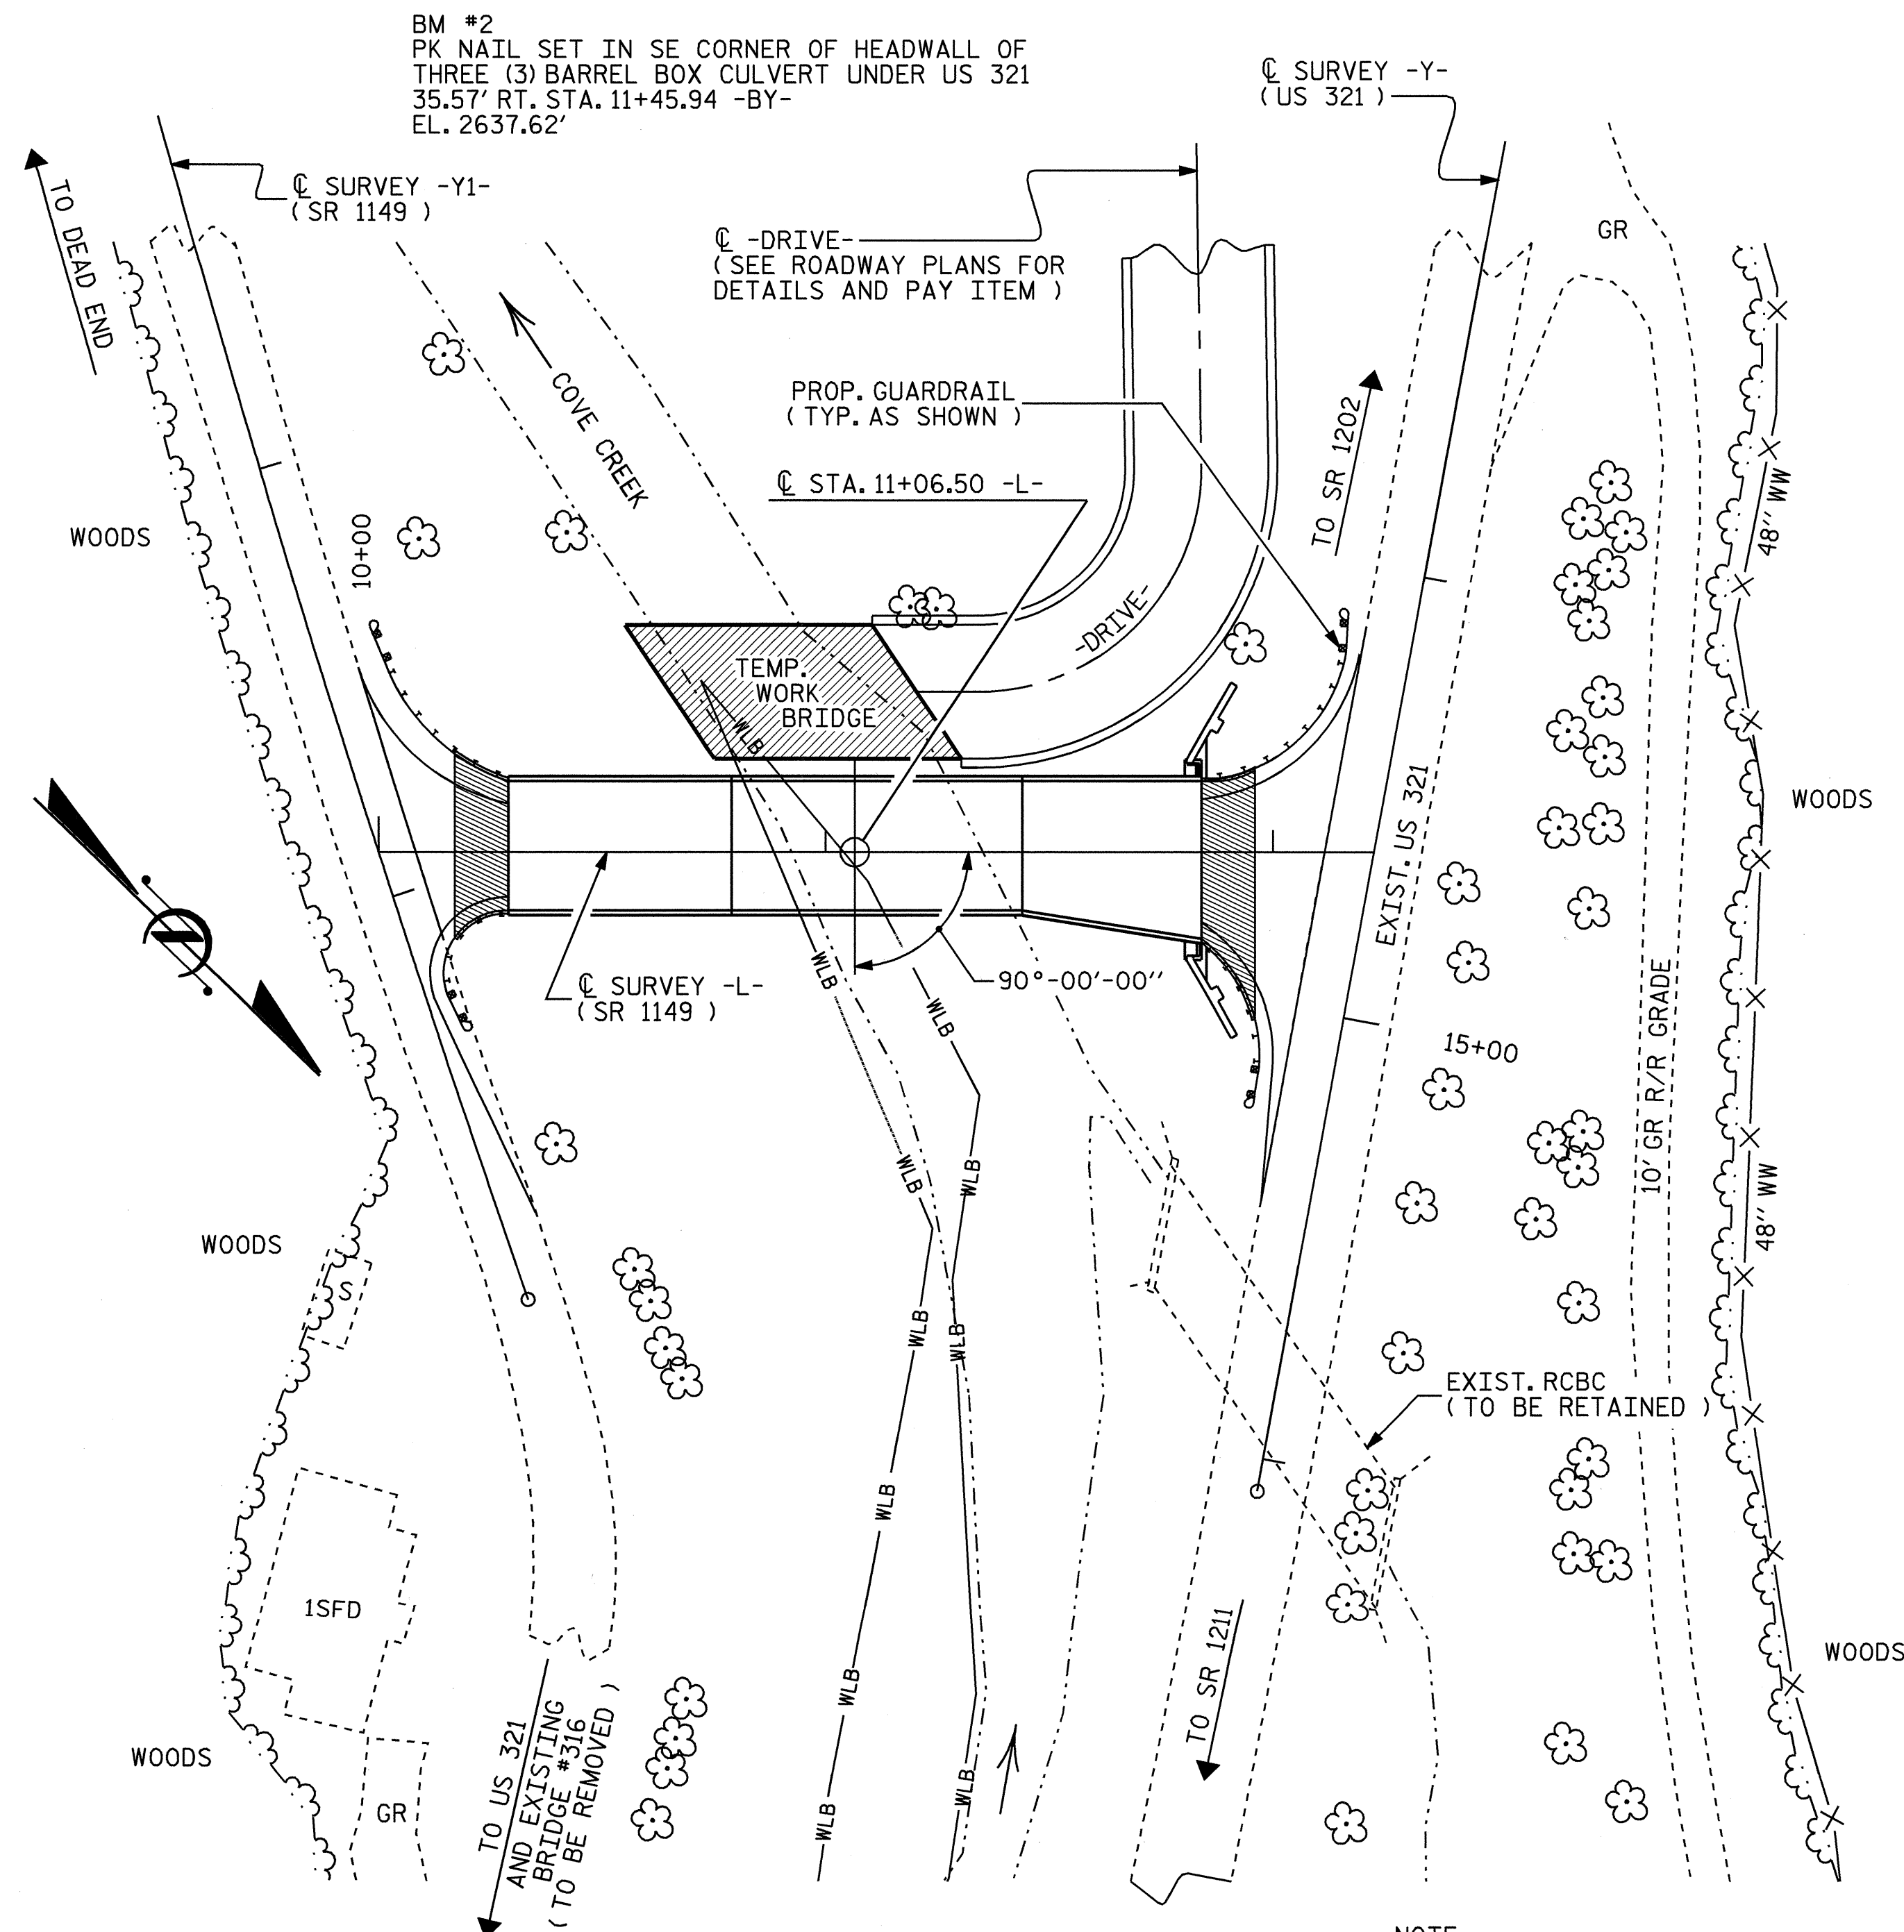 BM #2
PK NAIL SET IN SE CORNER OF HEADWALL OF
THREE (3) BARREL BOX CULVERT UNDER US 321
35.57' RT. STA. 11+45.94 -BY-
EL. 2637.62'
℄ SURVEY -Y-
( US 321 )
℄ SURVEY -Y1-
( SR 1149 )
TO DEAD END
℄ -DRIVE-
( SEE ROADWAY PLANS FOR
DETAILS AND PAY ITEM )
GR
COVE CREEK
PROP. GUARDRAIL
( TYP. AS SHOWN )
TO SR 1202
℄ STA. 11+06.50 -L-
48" WW
WOODS
10+00
-DRIVE-
TEMP.
WORK
BRIDGE
WLB
WOODS
EXIST. US 321
℄ SURVEY -L-
( SR 1149 )
90°-00'-00"
WLB
WLB
15+00
10' GR R/R GRADE
WLB
WLB
48" WW
WOODS
S
WLB
WLB
EXIST. RCBC
( TO BE RETAINED )
WLB
1SFD
TO SR 1211
WOODS
WLB
WOODS
GR
TO US 321
AND EXISTING
BRIDGE #316
( TO BE REMOVED )
WLB
WLB
NOTE